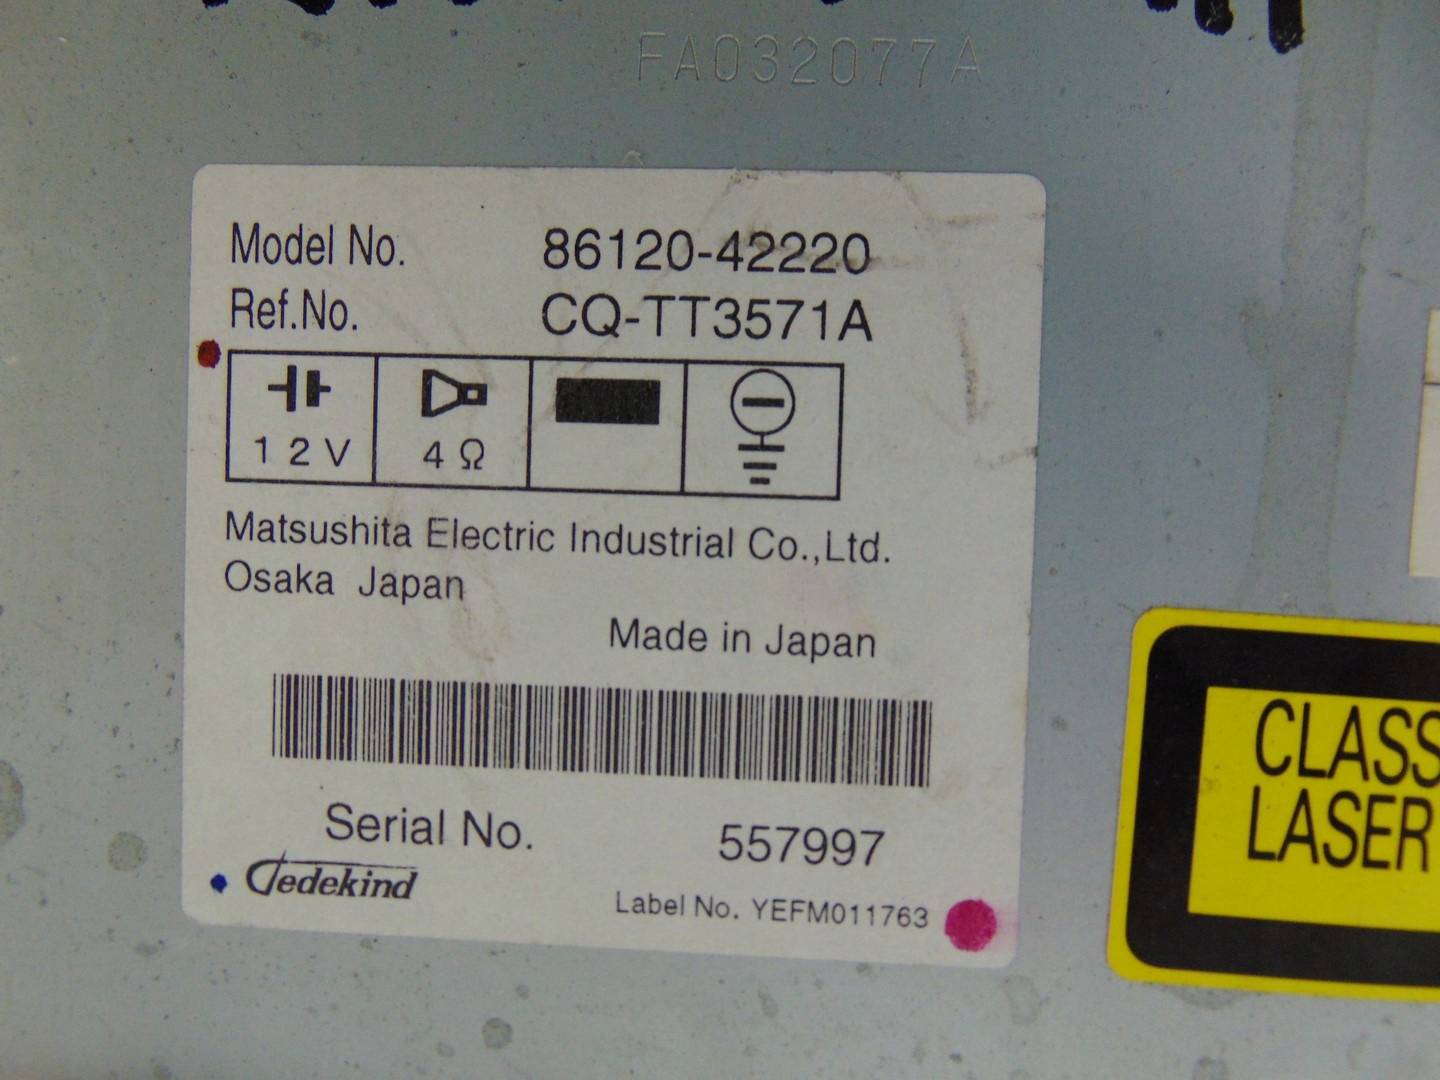 FA032077A
Model No. 86120-42220
Ref.No. CQ-TT3571A
12V 4Ω
Matsushita Electric Industrial Co.,Ltd.
Osaka Japan
Made in Japan
Serial No. 557997
Gedekind
Label No. YEFM011763
CLASS
LASER